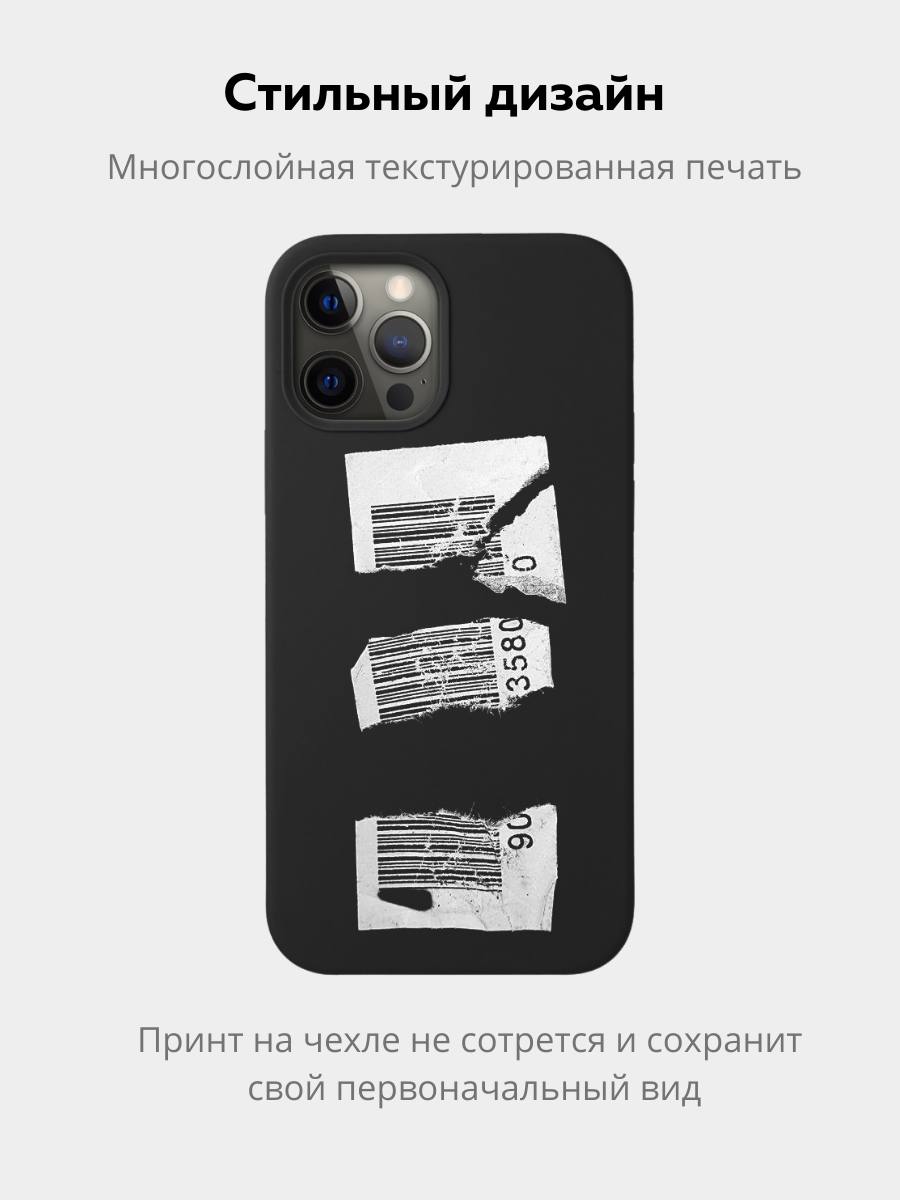 Стильный дизайн
Многослойная текстурированная печать
0
3580
90
Принт на чехле не сотрется и сохранит
свой первоначальный вид